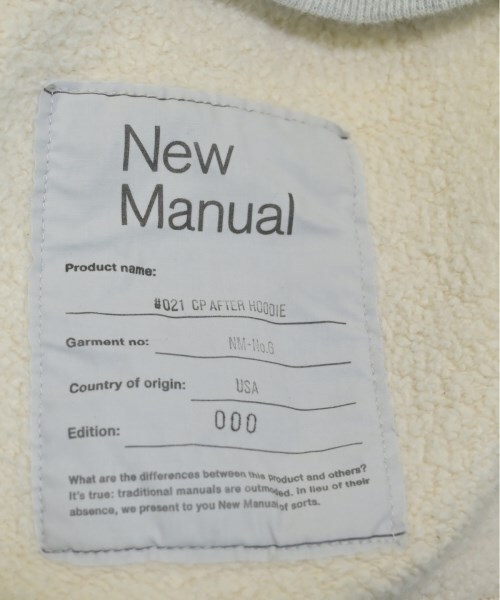 New
Manual
Product name:
#021 CP AFTER HOODIE
Garment no: NM-No.8
Country of origin: USA
Edition: 000
What are the differences between this product and others?
It's true: traditional manuals are outmoded. In lieu of their
absence, we present to you New Manual of sorts.